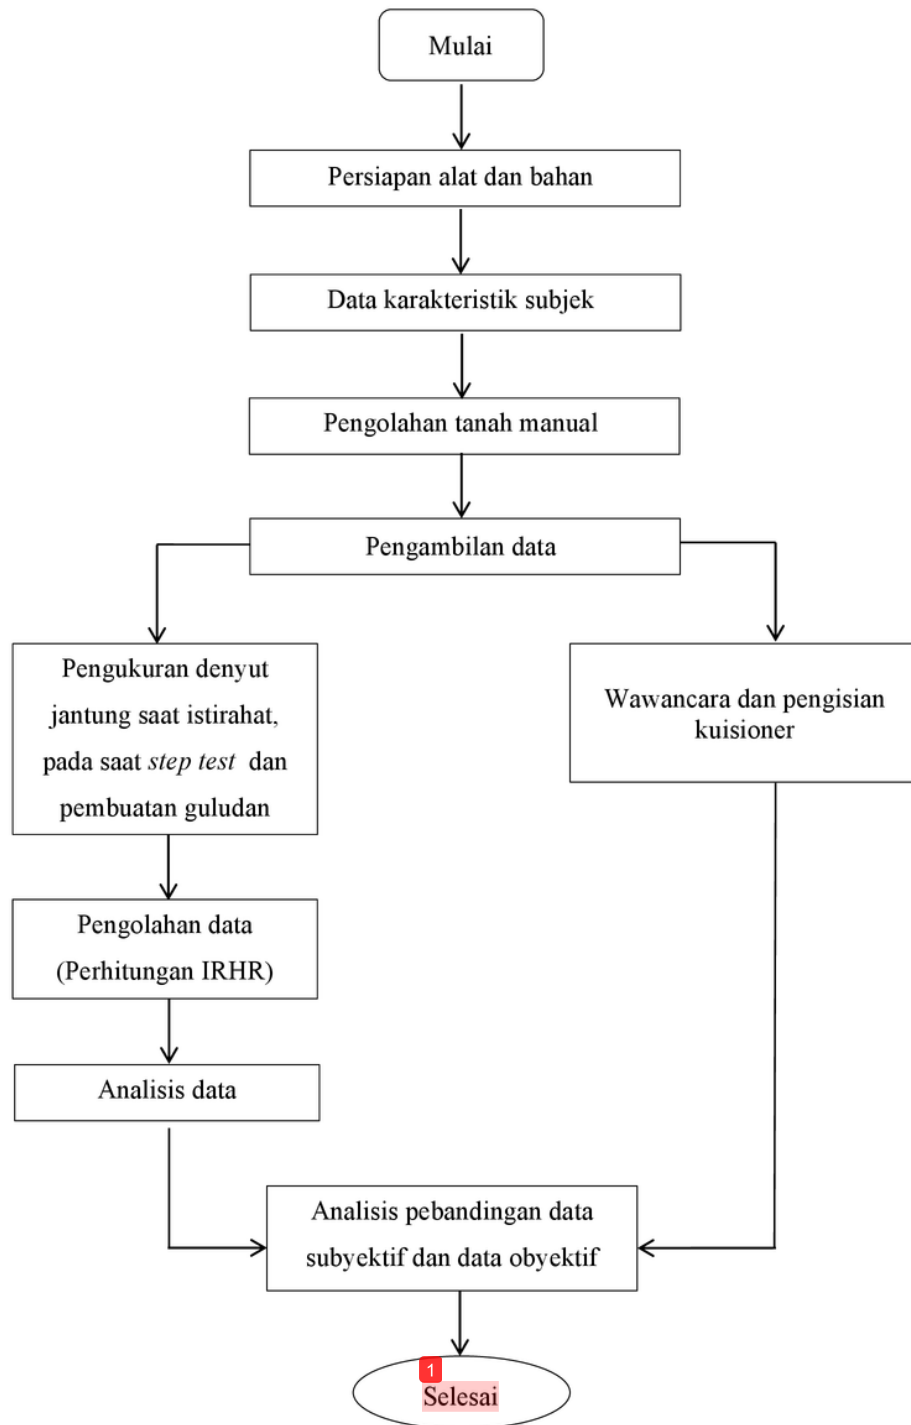 Mulai
Persiapan alat dan bahan
Data karakteristik subjek
Pengolahan tanah manual
Pengambilan data
Pengukuran denyut
jantung saat istirahat,
pada saat step test dan
pembuatan guludan
Wawancara dan pengisian
kuisioner
Pengolahan data
(Perhitungan IRHR)
Analisis data
Analisis pebandingan data
subyektif dan data obyektif
1
Selesai